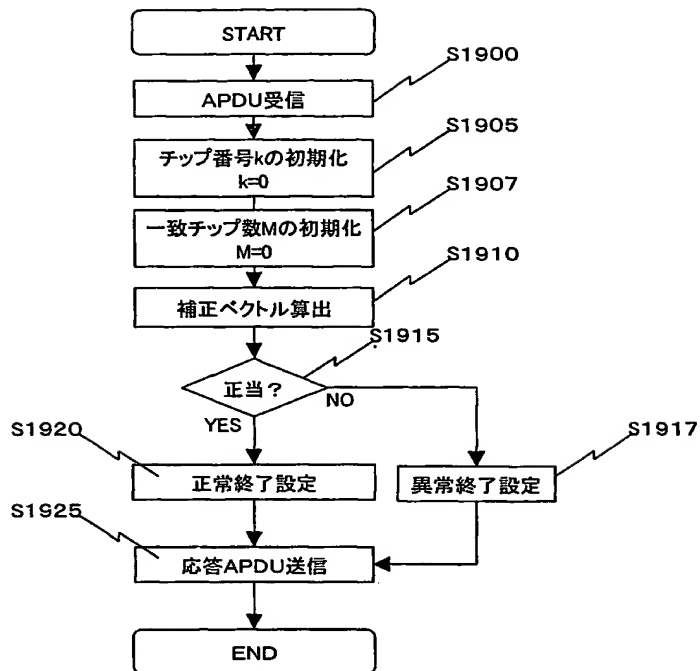 START
S1900
APDU受信
S1905
チップ番号kの初期化
k=0
S1907
一致チップ数Mの初期化
M=0
S1910
補正ベクトル算出
S1915
正当？
NO
YES
S1920
S1917
正常終了設定
異常終了設定
S1925
応答APDU送信
END